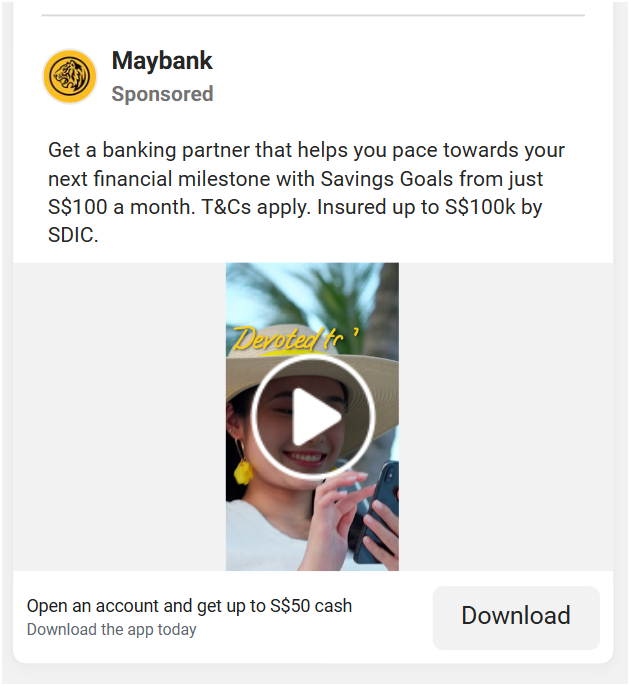 Maybank
Sponsored
Get a banking partner that helps you pace towards your
next financial milestone with Savings Goals from just
S$100 a month. T&Cs apply. Insured up to S$100k by
SDIC.
Devoted
Open an account and get up to S$50 cash
Download the app today
Download